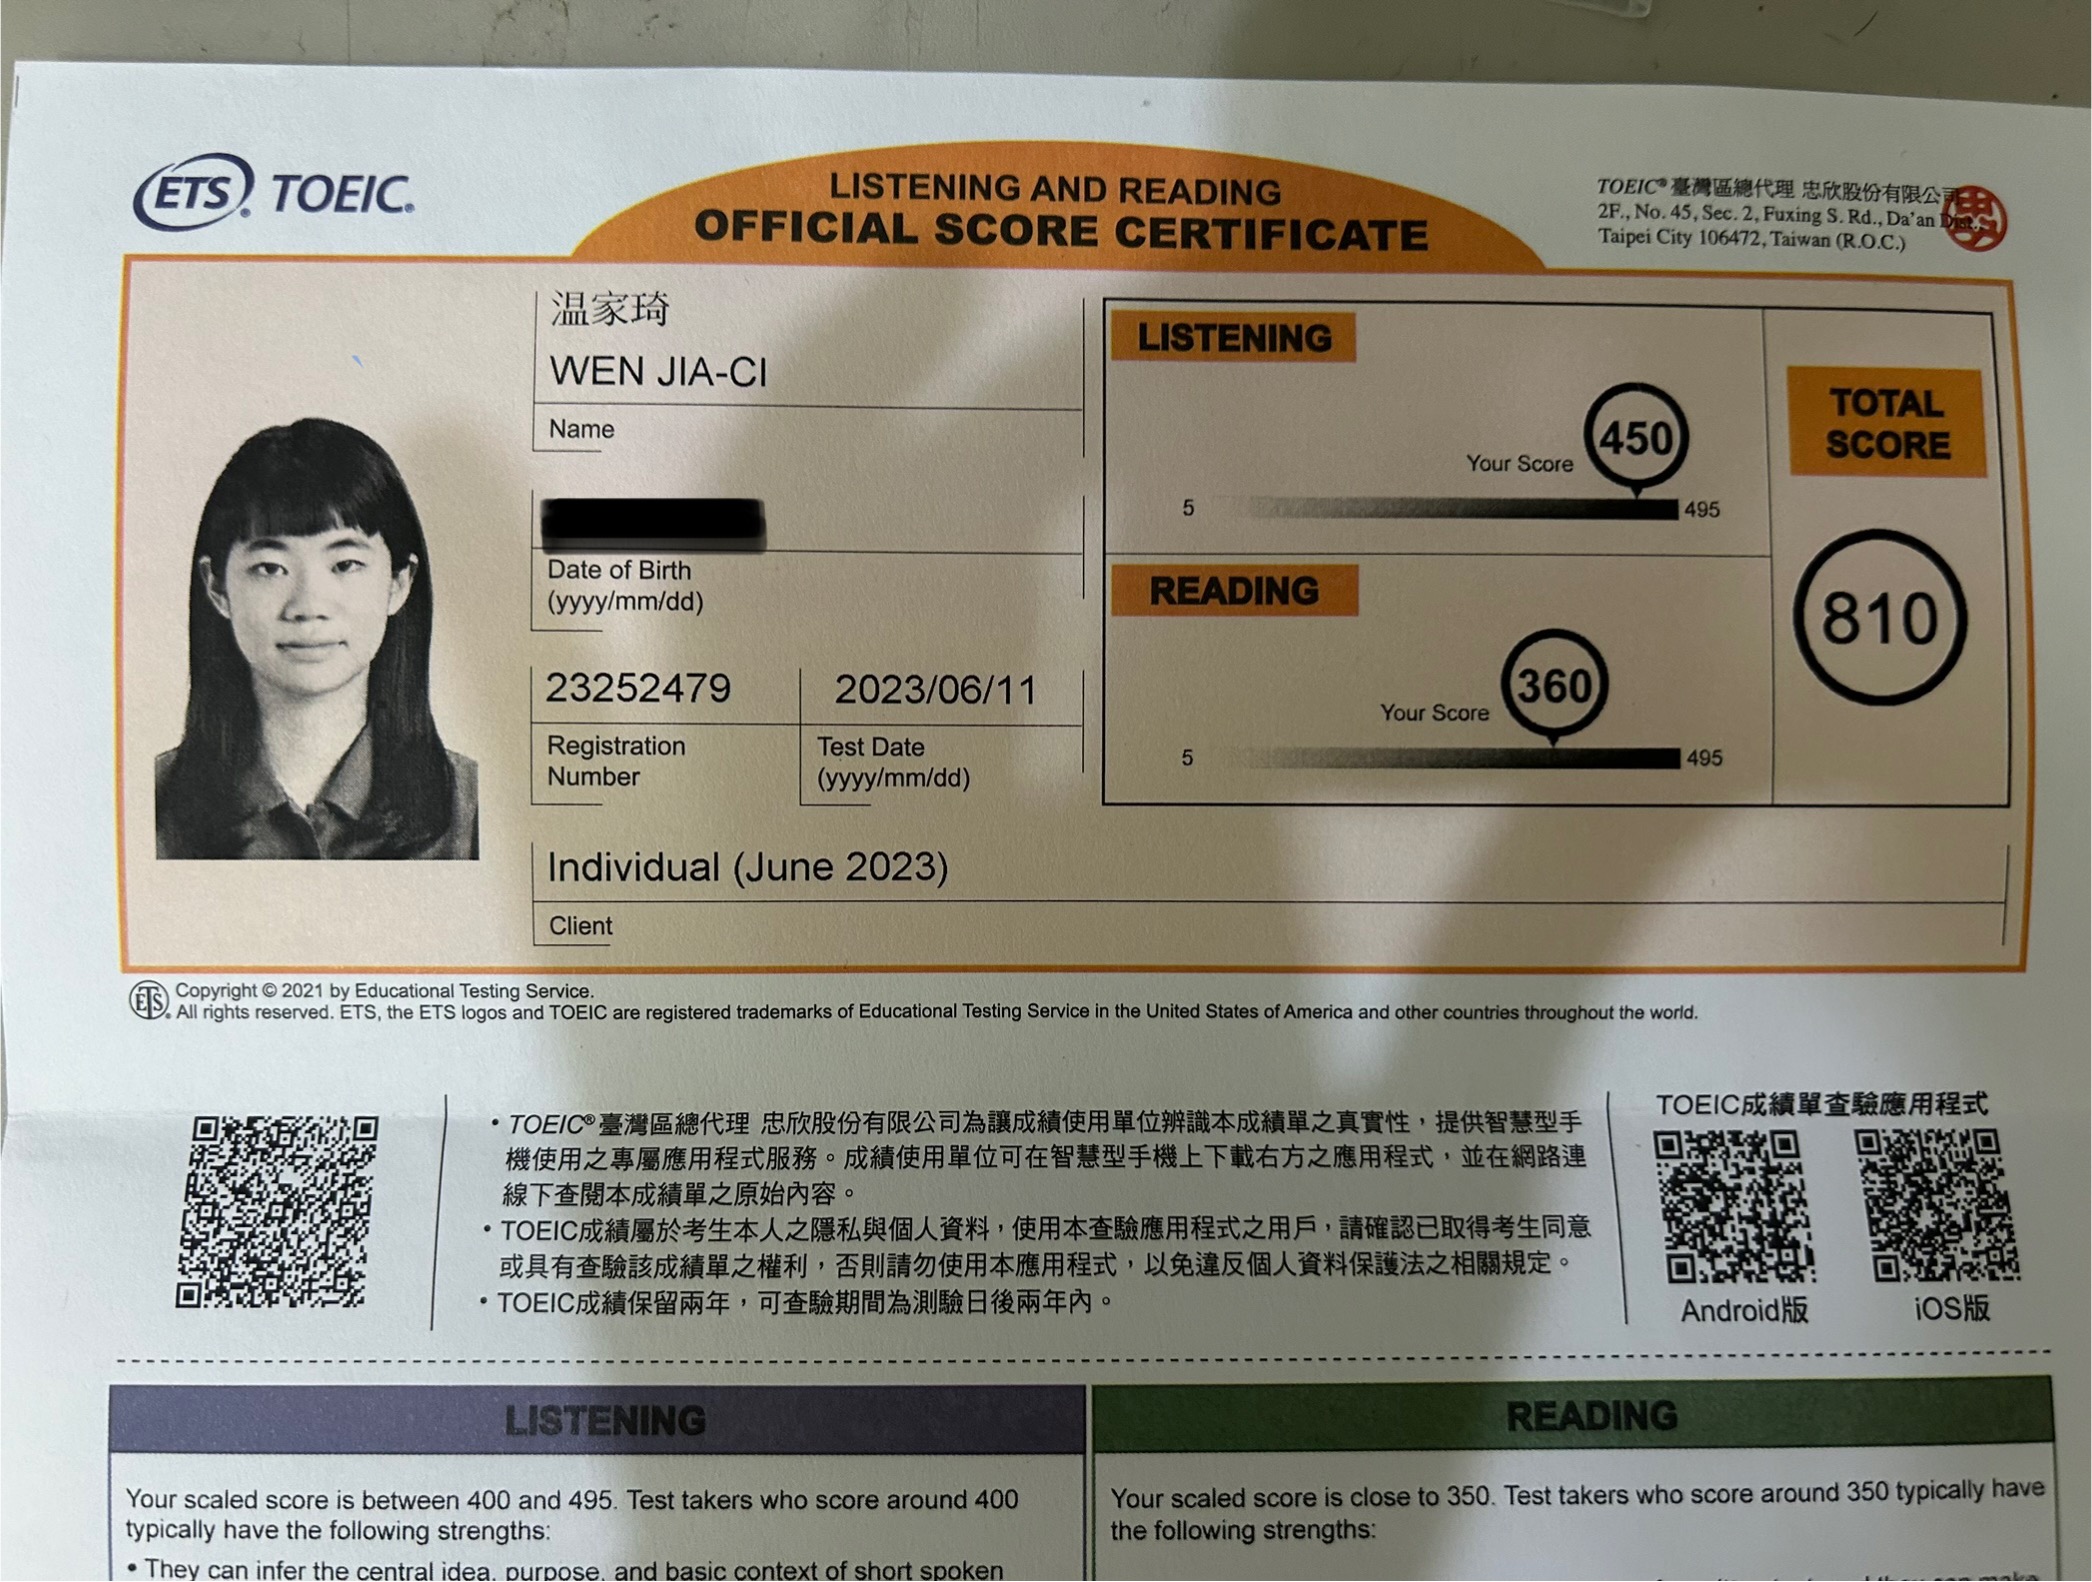 ETS® TOEIC®
LISTENING AND READING
OFFICIAL SCORE CERTIFICATE
TOEIC®臺灣區總代理 忠欣股份有限公司
2F., No. 45, Sec. 2, Fuxing S. Rd., Da'an Dist.,
Taipei City 106472, Taiwan (R.O.C.)
温家琦
WEN JIA-CI
Name
Date of Birth
(yyyy/mm/dd)
23252479
Registration
Number
2023/06/11
Test Date
(yyyy/mm/dd)
Individual (June 2023)
Client
LISTENING
Your Score 450
5 495
READING
Your Score 360
5 495
TOTAL
SCORE
810
ETS® Copyright © 2021 by Educational Testing Service.
All rights reserved. ETS, the ETS logos and TOEIC are registered trademarks of Educational Testing Service in the United States of America and other countries throughout the world.
• TOEIC®臺灣區總代理 忠欣股份有限公司為讓成績使用單位辨識本成績單之真實性，提供智慧型手
機使用之專屬應用程式服務。成績使用單位可在智慧型手機上下載右方之應用程式，並在網路連
線下查閱本成績單之原始內容。
• TOEIC成績屬於考生本人之隱私與個人資料，使用本查驗應用程式之用戶，請確認已取得考生同意
或具有查驗該成績單之權利，否則請勿使用本應用程式，以免違反個人資料保護法之相關規定。
• TOEIC成績保留兩年，可查驗期間為測驗日後兩年內。
TOEIC成績單查驗應用程式
Android版
iOS版
LISTENING
Your scaled score is between 400 and 495. Test takers who score around 400
typically have the following strengths:
• They can infer the central idea, purpose, and basic context of short spoken
READING
Your scaled score is close to 350. Test takers who score around 350 typically have
the following strengths: